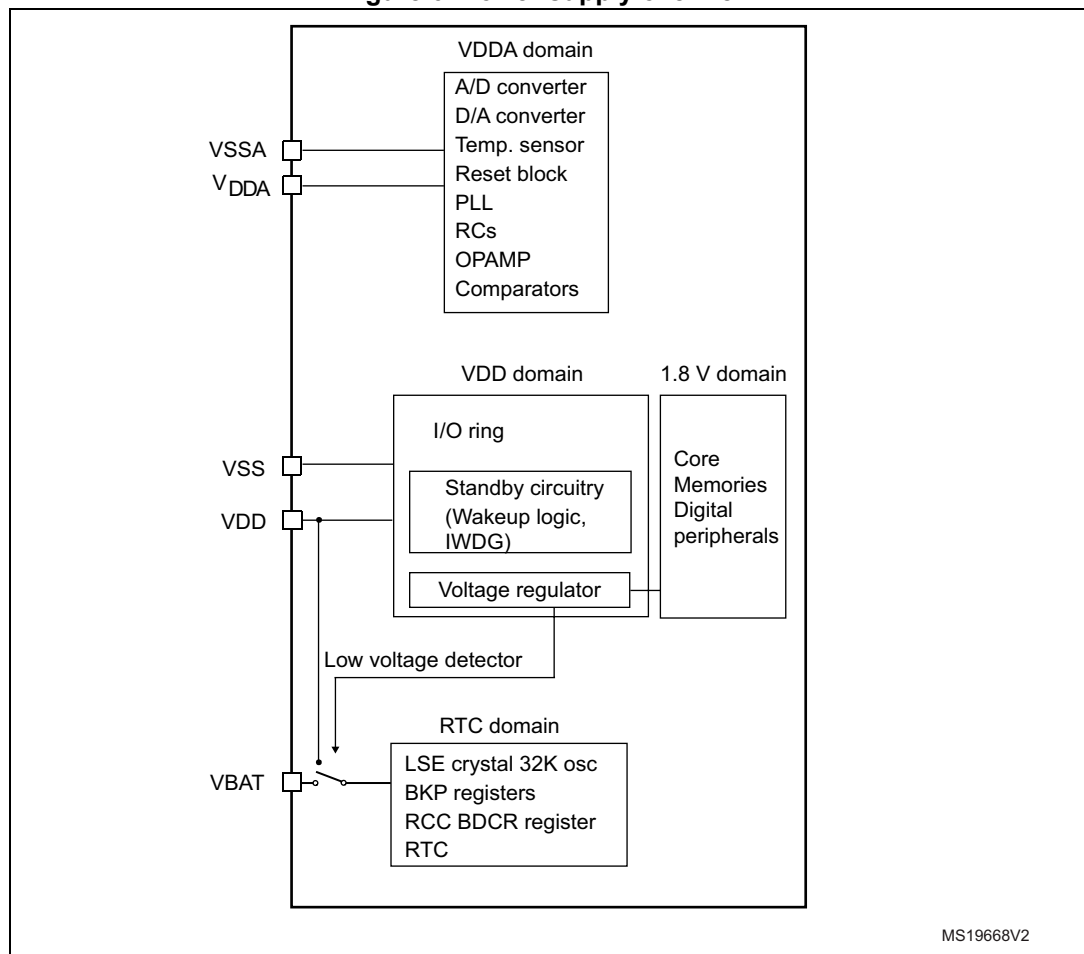 VDDA domain
A/D converter
D/A converter
Temp. sensor
Reset block
PLL
RCs
OPAMP
Comparators
VSSA
VDDA
VDD domain
1.8 V domain
I/O ring
Standby circuitry
(Wakeup logic,
IWDG)
Voltage regulator
Core
Memories
Digital
peripherals
VSS
VDD
Low voltage detector
RTC domain
LSE crystal 32K osc
BKP registers
RCC BDCR register
RTC
VBAT
MS19668V2